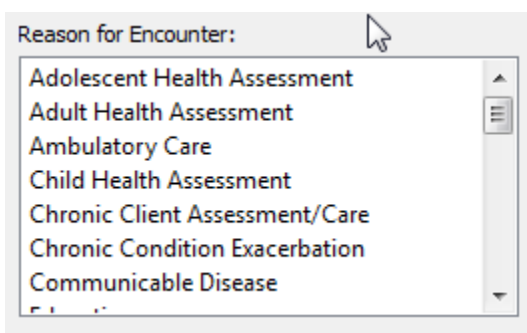 Reason for Encounter:
Adolescent Health Assessment
Adult Health Assessment
Ambulatory Care
Child Health Assessment
Chronic Client Assessment/Care
Chronic Condition Exacerbation
Communicable Disease